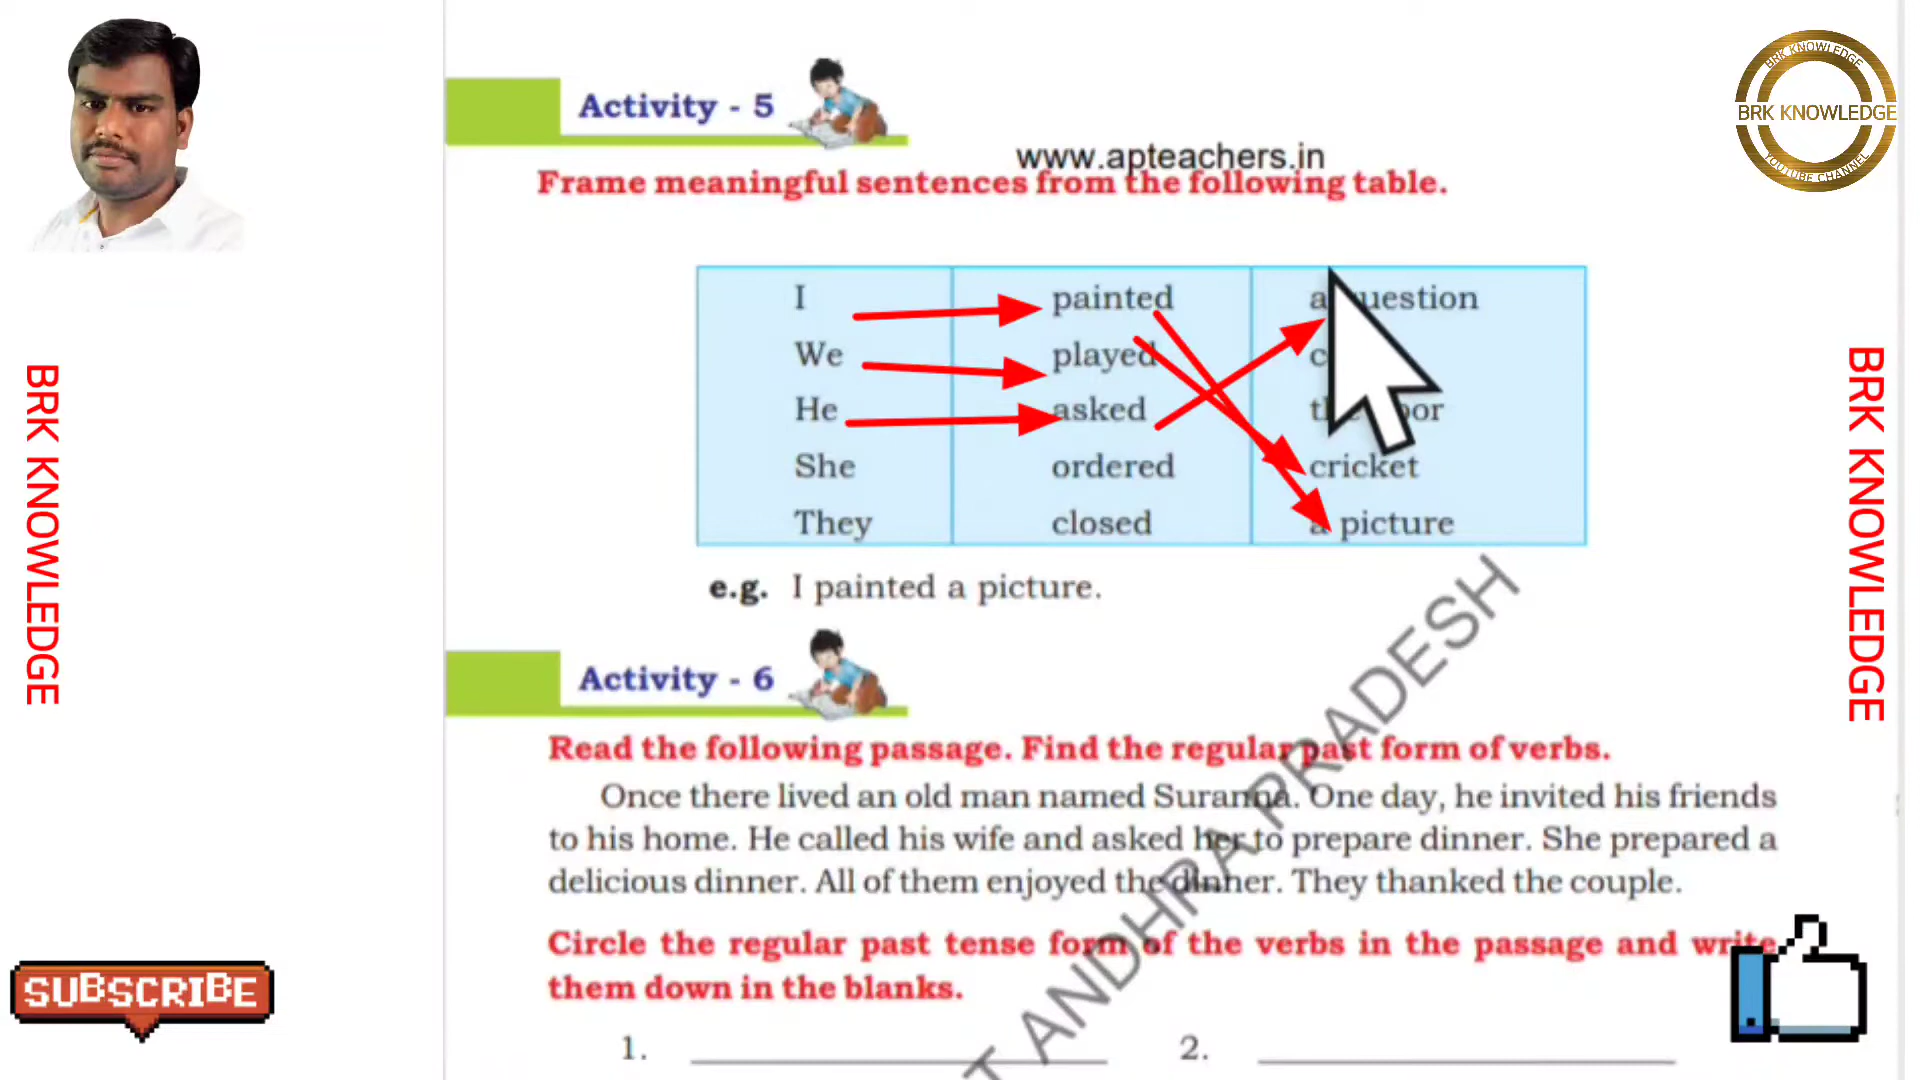 BRK KNOWLEDGE
YOUTUBE CHANNEL
BRK KNOWLEDGE
Activity - 5
www.apteachers.in
Frame meaningful sentences from the following table.
I painted a question
We played
He asked
She ordered cricket
They closed a picture
e.g. I painted a picture.
Activity - 6
Read the following passage. Find the regular past form of verbs.
Once there lived an old man named Suranna. One day, he invited his friends
to his home. He called his wife and asked her to prepare dinner. She prepared a
delicious dinner. All of them enjoyed the dinner. They thanked the couple.
Circle the regular past tense form of the verbs in the passage and write
them down in the blanks.
1. 2.
BRK KNOWLEDGE
BRK KNOWLEDGE
ANDHRA PRADESH
SUBSCRIBE